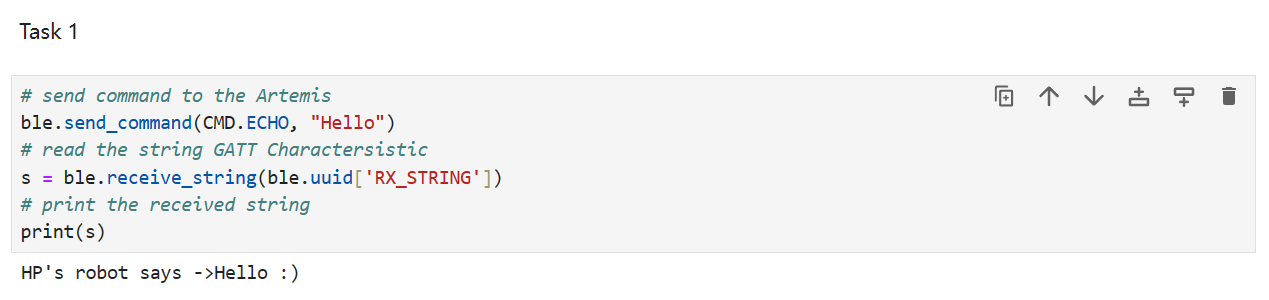 Task 1
# send command to the Artemis
ble.send_command(CMD.ECHO, "Hello")
# read the string GATT Charactersistic
s = ble.receive_string(ble.uuid['RX_STRING'])
# print the received string
print(s)
HP's robot says ->Hello :)